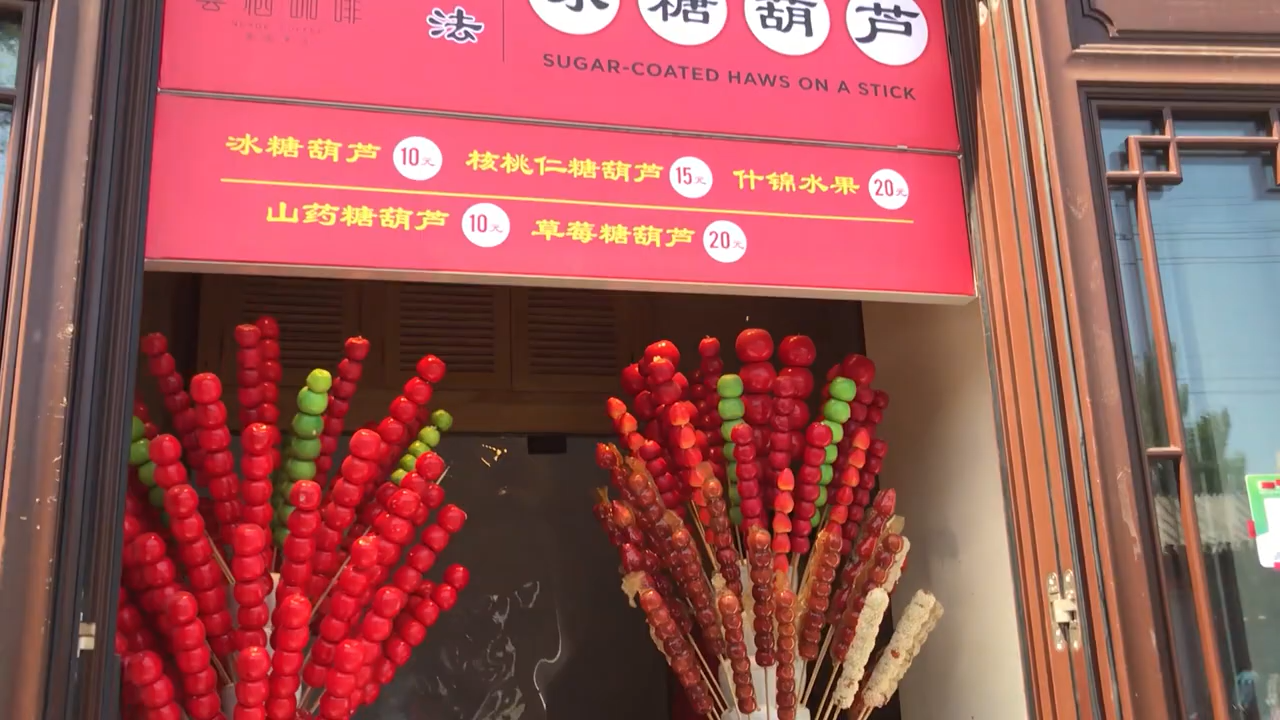 法
冰糖葫芦
SUGAR-COATED HAWS ON A STICK
冰糖葫芦 10元 核桃仁糖葫芦 15元 什锦水果 20元
山药糖葫芦 10元 草莓糖葫芦 20元